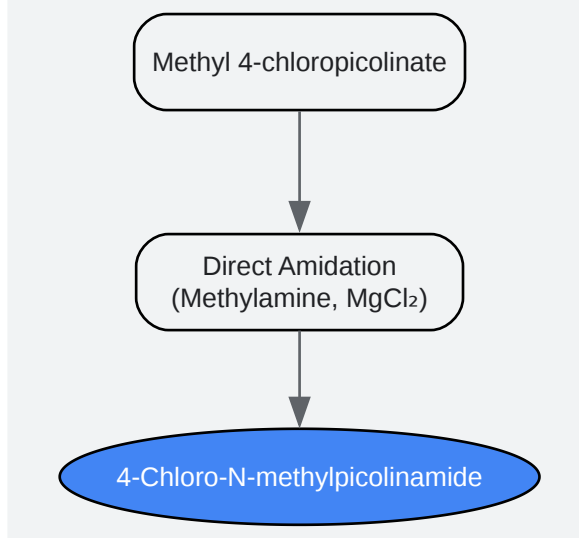 Methyl 4-chloropicolinate
Direct Amidation
(Methylamine, MgCl₂)
4-Chloro-N-methylpicolinamide